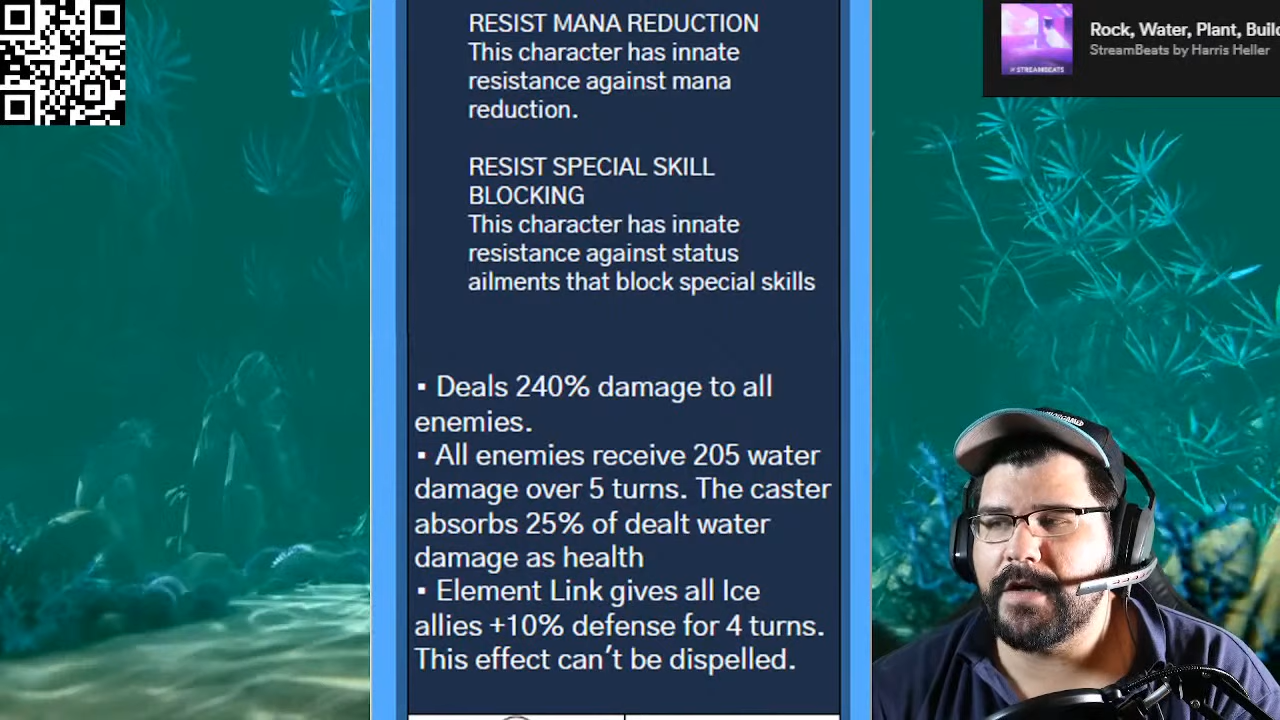 RESIST MANA REDUCTION
This character has innate
resistance against mana
reduction.
RESIST SPECIAL SKILL
BLOCKING
This character has innate
resistance against status
ailments that block special skills
▪ Deals 240% damage to all
enemies.
▪ All enemies receive 205 water
damage over 5 turns. The caster
absorbs 25% of dealt water
damage as health
▪ Element Link gives all Ice
allies +10% defense for 4 turns.
This effect can't be dispelled.
Rock, Water, Plant,
StreamBeats by Harris Heller
STREAMBEATS